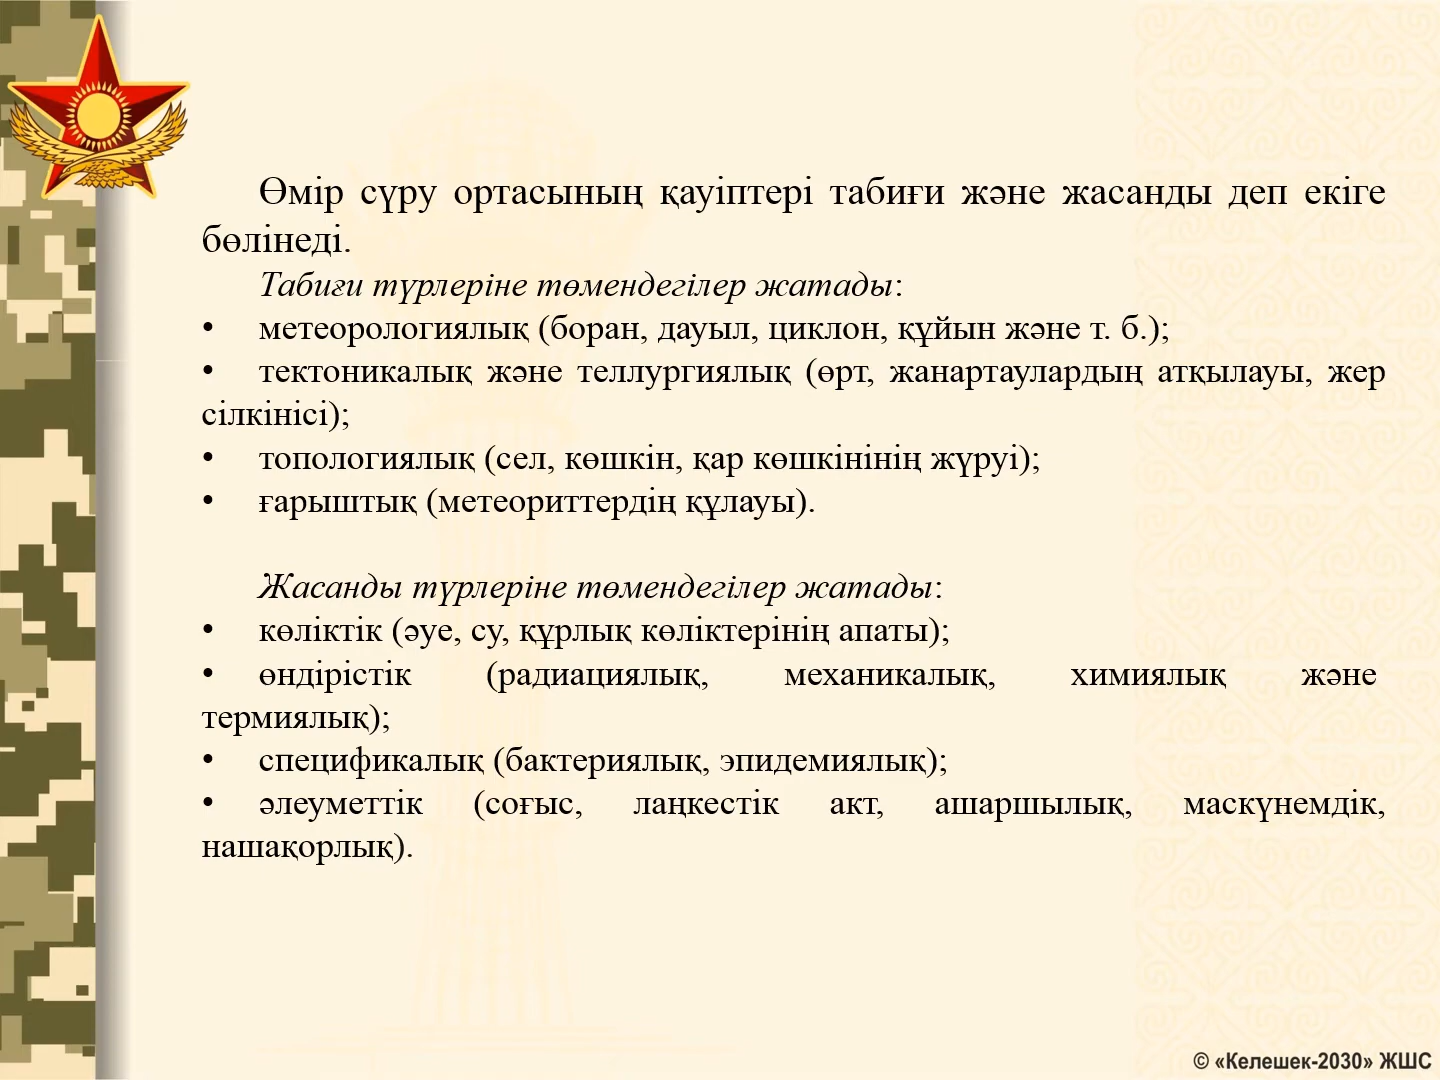 Өмір сүру ортасының қауіптері табиғи және жасанды деп екіге
бөлінеді.
Табиғи түрлеріне төмендегілер жатады:
• метеорологиялық (боран, дауыл, циклон, құйын және т. б.);
• тектоникалық және теллургиялық (өрт, жанартаулардың атқылауы, жер
сілкінісі);
• топологиялық (сел, көшкін, қар көшкінінің жүруі);
• ғарыштық (метеориттердің құлауы).
Жасанды түрлеріне төмендегілер жатады:
• көліктік (әуе, су, құрлық көліктерінің апаты);
• өндірістік (радиациялық, механикалық, химиялық және
термиялық);
• спецификалық (бактериялық, эпидемиялық);
• әлеуметтік (соғыс, лаңкестік акт, ашаршылық, маскүнемдік,
нашақорлық).
© «Келешек-2030» ЖШС